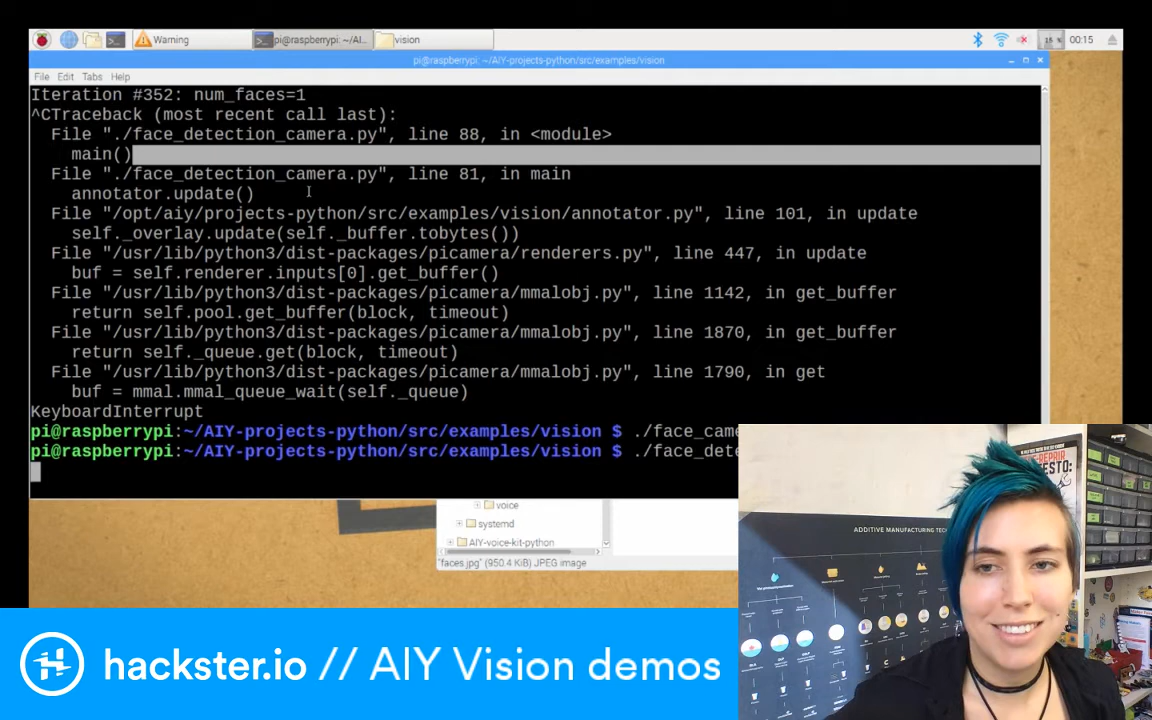 Warning
pi@raspberrypi: ~/AI...
vision
00:15
pi@raspberrypi: ~/AIY-projects-python/src/examples/vision
File Edit Tabs Help
Iteration #352: num_faces=1
^CTraceback (most recent call last):
File "./face_detection_camera.py", line 88, in <module>
main()
File "./face_detection_camera.py", line 81, in main
annotator.update()
File "/opt/aiy/projects-python/src/examples/vision/annotator.py", line 101, in update
self._overlay.update(self._buffer.tobytes())
File "/usr/lib/python3/dist-packages/picamera/renderers.py", line 447, in update
buf = self.renderer.inputs[0].get_buffer()
File "/usr/lib/python3/dist-packages/picamera/mmalobj.py", line 1142, in get_buffer
return self.pool.get_buffer(block, timeout)
File "/usr/lib/python3/dist-packages/picamera/mmalobj.py", line 1870, in get_buffer
return self._queue.get(block, timeout)
File "/usr/lib/python3/dist-packages/picamera/mmalobj.py", line 1790, in get
buf = mmal.mmal_queue_wait(self._queue)
KeyboardInterrupt
pi@raspberrypi:~/AIY-projects-python/src/examples/vision $ ./face_came
pi@raspberrypi:~/AIY-projects-python/src/examples/vision $ ./face_dete
voice
systemd
AIY-voice-kit-python
"faces.jpg" (950.4 KiB) JPEG image
ADDITIVE MANUFACTURING TEC
hackster.io // AIY Vision demos